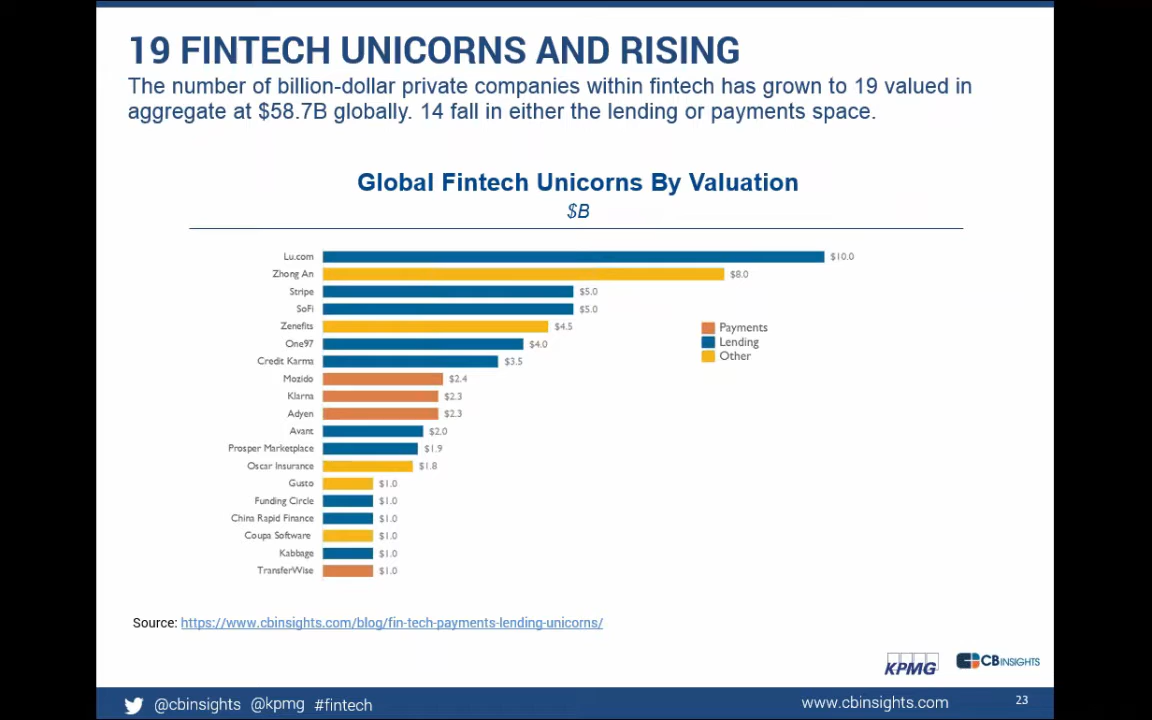 19 FINTECH UNICORNS AND RISING
The number of billion-dollar private companies within fintech has grown to 19 valued in
aggregate at $58.7B globally. 14 fall in either the lending or payments space.
Global Fintech Unicorns By Valuation
$B
Lu.com $10.0
Zhong An $8.0
Stripe $5.0
SoFi $5.0
Zenefits $4.5
One97 $4.0
Credit Karma $3.5
Mozido $2.4
Klarna $2.3
Adyen $2.3
Avant $2.0
Prosper Marketplace $1.9
Oscar Insurance $1.8
Gusto $1.0
Funding Circle $1.0
China Rapid Finance $1.0
Coupa Software $1.0
Kabbage $1.0
TransferWise $1.0
Payments
Lending
Other
Source: https://www.cbinsights.com/blog/fin-tech-payments-lending-unicorns/
KPMG CBINSIGHTS
@cbinsights @kpmg #fintech www.cbinsights.com 23